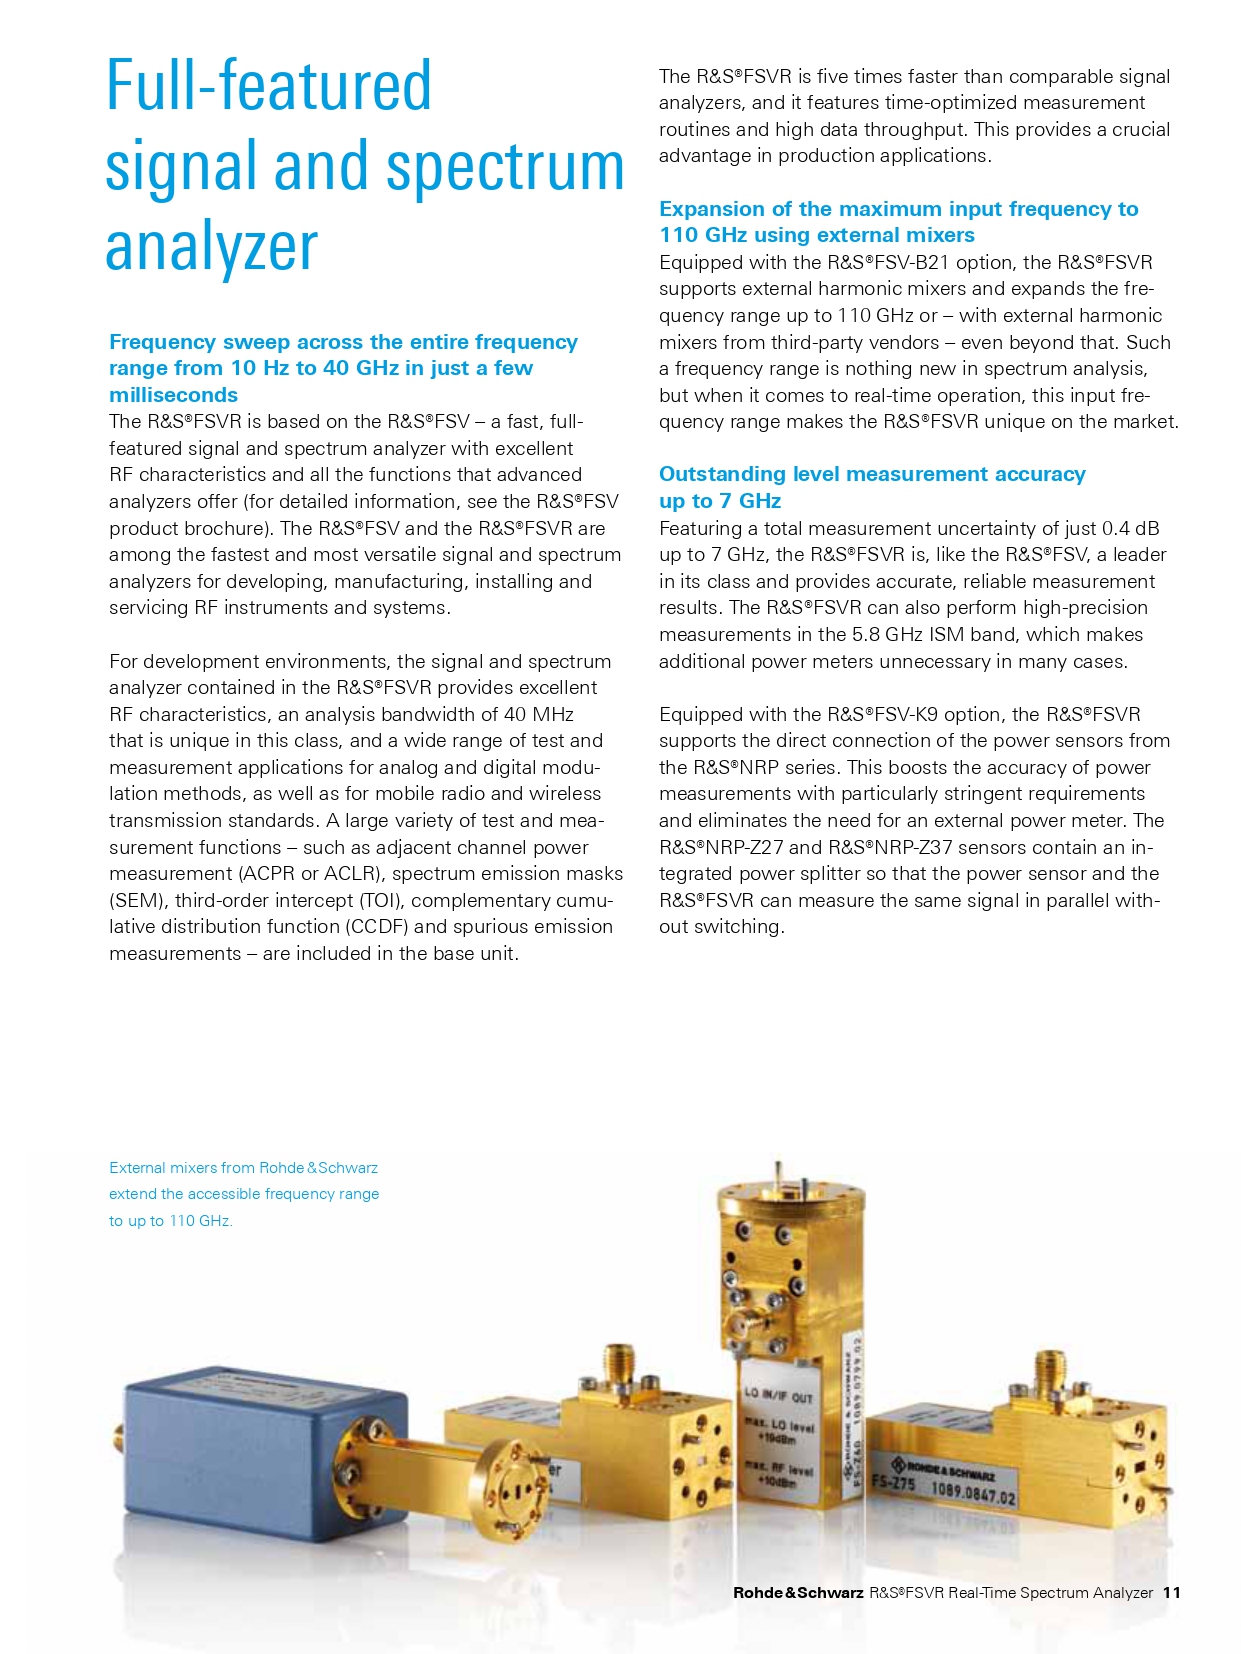 Full-featured
signal and spectrum
analyzer
Frequency sweep across the entire frequency
range from 10 Hz to 40 GHz in just a few
milliseconds
The R&S®FSVR is based on the R&S®FSV – a fast, full-
featured signal and spectrum analyzer with excellent
RF characteristics and all the functions that advanced
analyzers offer (for detailed information, see the R&S®FSV
product brochure). The R&S®FSV and the R&S®FSVR are
among the fastest and most versatile signal and spectrum
analyzers for developing, manufacturing, installing and
servicing RF instruments and systems.
For development environments, the signal and spectrum
analyzer contained in the R&S®FSVR provides excellent
RF characteristics, an analysis bandwidth of 40 MHz
that is unique in this class, and a wide range of test and
measurement applications for analog and digital modu-
lation methods, as well as for mobile radio and wireless
transmission standards. A large variety of test and mea-
surement functions – such as adjacent channel power
measurement (ACPR or ACLR), spectrum emission masks
(SEM), third-order intercept (TOI), complementary cumu-
lative distribution function (CCDF) and spurious emission
measurements – are included in the base unit.
The R&S®FSVR is five times faster than comparable signal
analyzers, and it features time-optimized measurement
routines and high data throughput. This provides a crucial
advantage in production applications.
Expansion of the maximum input frequency to
110 GHz using external mixers
Equipped with the R&S®FSV-B21 option, the R&S®FSVR
supports external harmonic mixers and expands the fre-
quency range up to 110 GHz or – with external harmonic
mixers from third-party vendors – even beyond that. Such
a frequency range is nothing new in spectrum analysis,
but when it comes to real-time operation, this input fre-
quency range makes the R&S®FSVR unique on the market.
Outstanding level measurement accuracy
up to 7 GHz
Featuring a total measurement uncertainty of just 0.4 dB
up to 7 GHz, the R&S®FSVR is, like the R&S®FSV, a leader
in its class and provides accurate, reliable measurement
results. The R&S®FSVR can also perform high-precision
measurements in the 5.8 GHz ISM band, which makes
additional power meters unnecessary in many cases.
Equipped with the R&S®FSV-K9 option, the R&S®FSVR
supports the direct connection of the power sensors from
the R&S®NRP series. This boosts the accuracy of power
measurements with particularly stringent requirements
and eliminates the need for an external power meter. The
R&S®NRP-Z27 and R&S®NRP-Z37 sensors contain an in-
tegrated power splitter so that the power sensor and the
R&S®FSVR can measure the same signal in parallel with-
out switching.
External mixers from Rohde & Schwarz
extend the accessible frequency range
to up to 110 GHz.
LO IN/IF OUT
max. LO level
+19dBm
max. RF level
+10dBm
ROHDE & SCHWARZ
FS-Z60 1089.0799.02
ROHDE & SCHWARZ
FS-Z75 1089.0847.02
Rohde & Schwarz R&S®FSVR Real-Time Spectrum Analyzer 11